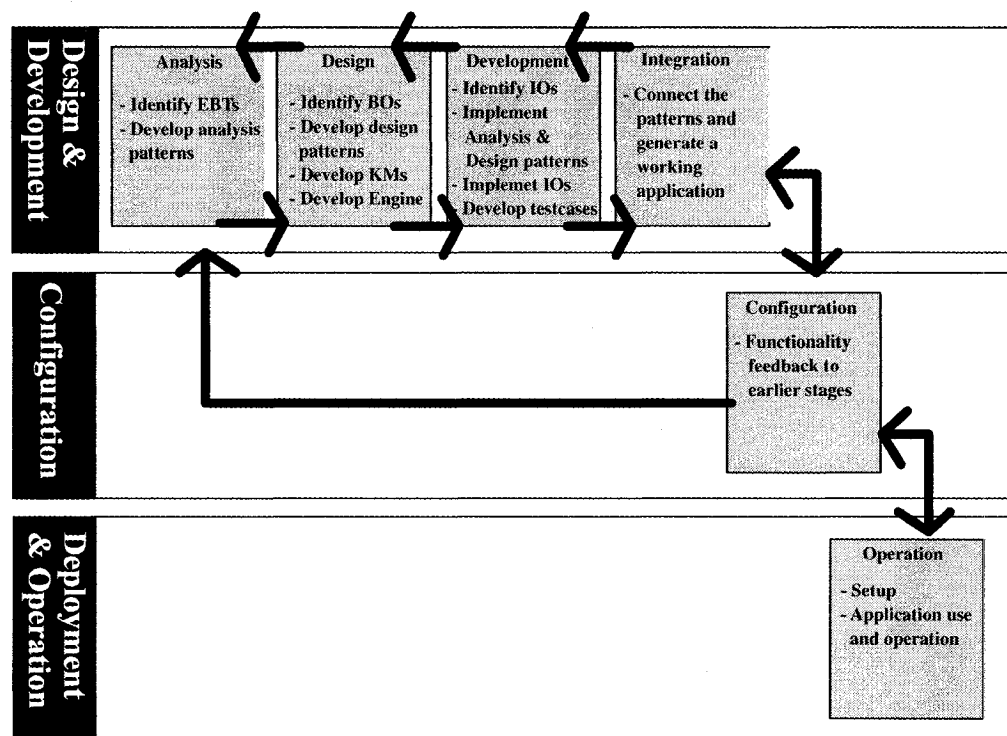 Design &
Development
Analysis
- Identify EBTs
- Develop analysis
patterns
Design
- Identify BOs
- Develop design
patterns
- Develop KMs
- Develop Engine
Development
- Identify IOs
- Implement
Analysis &
Design patterns
- Implemet IOs
- Develop testcases
Integration
- Connect the
patterns and
generate a
working
application
Configuration
Configuration
- Functionality
feedback to
earlier stages
Deployment
& Operation
Operation
- Setup
- Application use
and operation